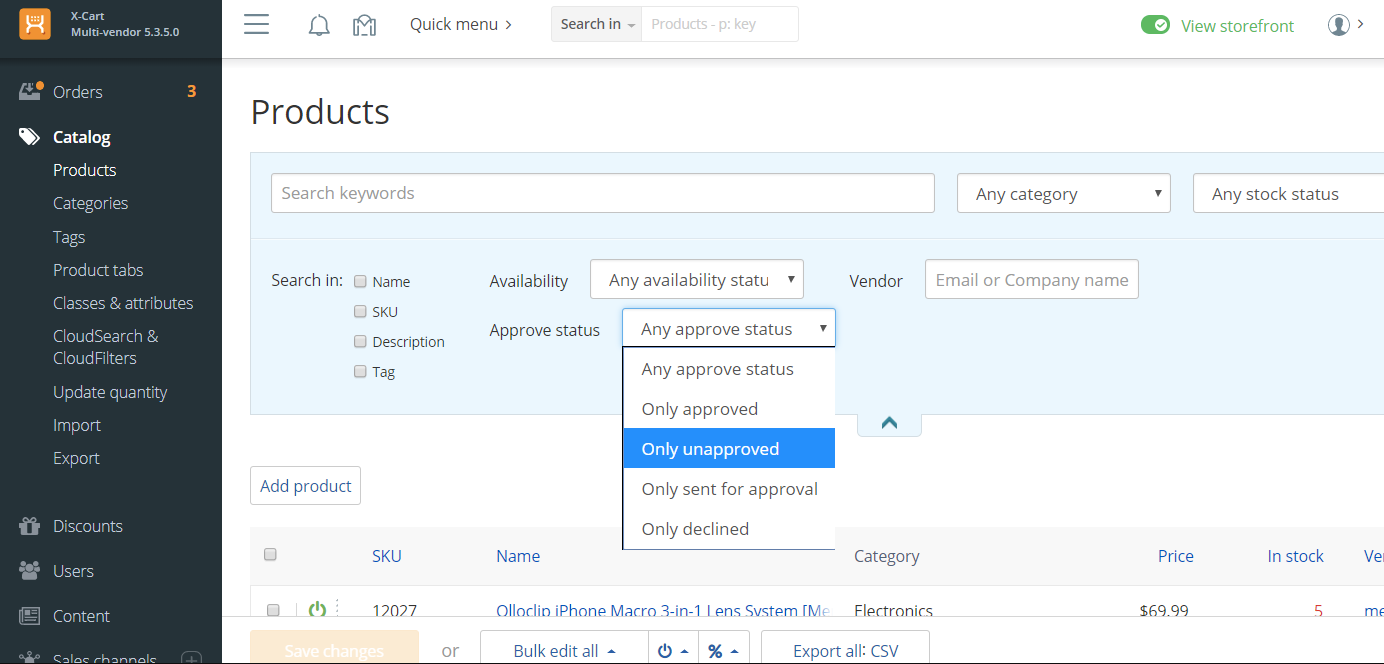 X-Cart
Multi-vendor 5.3.5.0
Quick menu
Search in
Products - p: key
View storefront
Orders 3
Catalog
Products
Categories
Tags
Product tabs
Classes & attributes
CloudSearch &
CloudFilters
Update quantity
Import
Export
Discounts
Users
Content
Sales channels
Products
Search keywords
Any category
Any stock status
Search in:
Name
SKU
Description
Tag
Availability
Any availability statu
Vendor
Email or Company name
Approve status
Any approve status
Any approve status
Only approved
Only unapproved
Only sent for approval
Only declined
Add product
SKU Name Category Price In stock Ve
12027 Olloclip iPhone Macro 3-in-1 Lens System [Me Electronics $69.99 5 me
Save changes or Bulk edit all % Export all: CSV